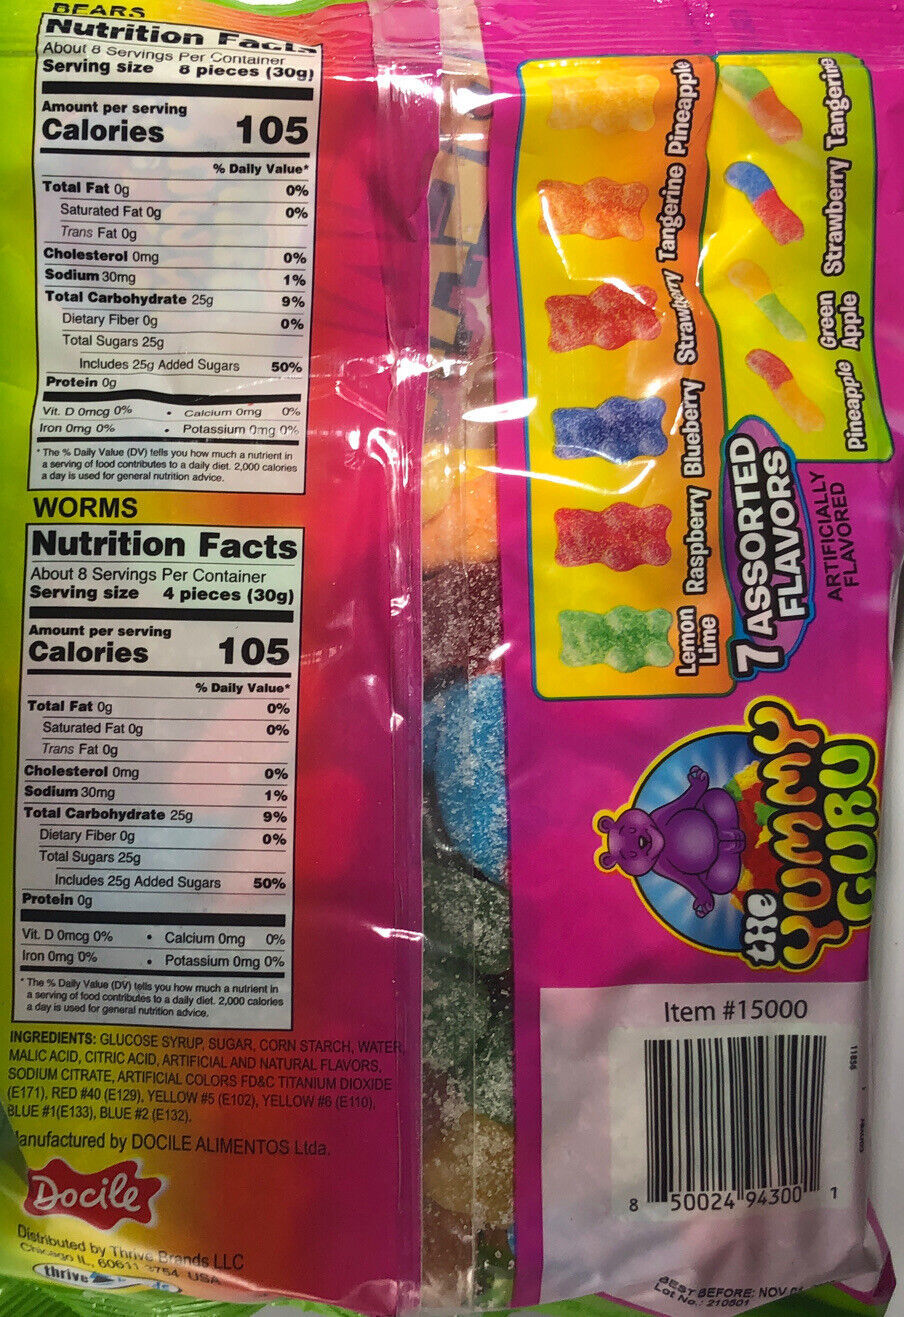 BEARS
Nutrition Facts
About 8 Servings Per Container
Serving size 8 pieces (30g)
Amount per serving
Calories 105
% Daily Value*
Total Fat 0g 0%
Saturated Fat 0g 0%
Trans Fat 0g
Cholesterol 0mg 0%
Sodium 30mg 1%
Total Carbohydrate 25g 9%
Dietary Fiber 0g 0%
Total Sugars 25g
Includes 25g Added Sugars 50%
Protein 0g
Vit. D 0mcg 0% • Calcium 0mg 0%
Iron 0mg 0% • Potassium 0mg 0%
* The % Daily Value (DV) tells you how much a nutrient in
a serving of food contributes to a daily diet. 2,000 calories
a day is used for general nutrition advice.
WORMS
Nutrition Facts
About 8 Servings Per Container
Serving size 4 pieces (30g)
Amount per serving
Calories 105
% Daily Value*
Total Fat 0g 0%
Saturated Fat 0g 0%
Trans Fat 0g
Cholesterol 0mg 0%
Sodium 30mg 1%
Total Carbohydrate 25g 9%
Dietary Fiber 0g 0%
Total Sugars 25g
Includes 25g Added Sugars 50%
Protein 0g
Vit. D 0mcg 0% • Calcium 0mg 0%
Iron 0mg 0% • Potassium 0mg 0%
* The % Daily Value (DV) tells you how much a nutrient in
a serving of food contributes to a daily diet. 2,000 calories
a day is used for general nutrition advice.
INGREDIENTS: GLUCOSE SYRUP, SUGAR, CORN STARCH, WATER,
MALIC ACID, CITRIC ACID, ARTIFICIAL AND NATURAL FLAVORS,
SODIUM CITRATE, ARTIFICIAL COLORS FD&C TITANIUM DIOXIDE
(E171), RED #40 (E129), YELLOW #5 (E102), YELLOW #6 (E110),
BLUE #1(E133), BLUE #2 (E132).
anufactured by DOCILE ALIMENTOS Ltda.
Docile
Distributed by Thrive Brands LLC
Chicago IL, 60611 USA
thrive
Lemon
Lime
Raspberry
Blueberry
Strawberry
Tangerine
Pineapple
Pineapple
Green
Apple
Strawberry
Tangerine
7 ASSORTED
FLAVORS
ARTIFICIALLY
FLAVORED
the
YUMMY
GURU
Item #15000
11836
8 50024 94300 1
BEST BEFORE: NOV
Lot No.: 210501